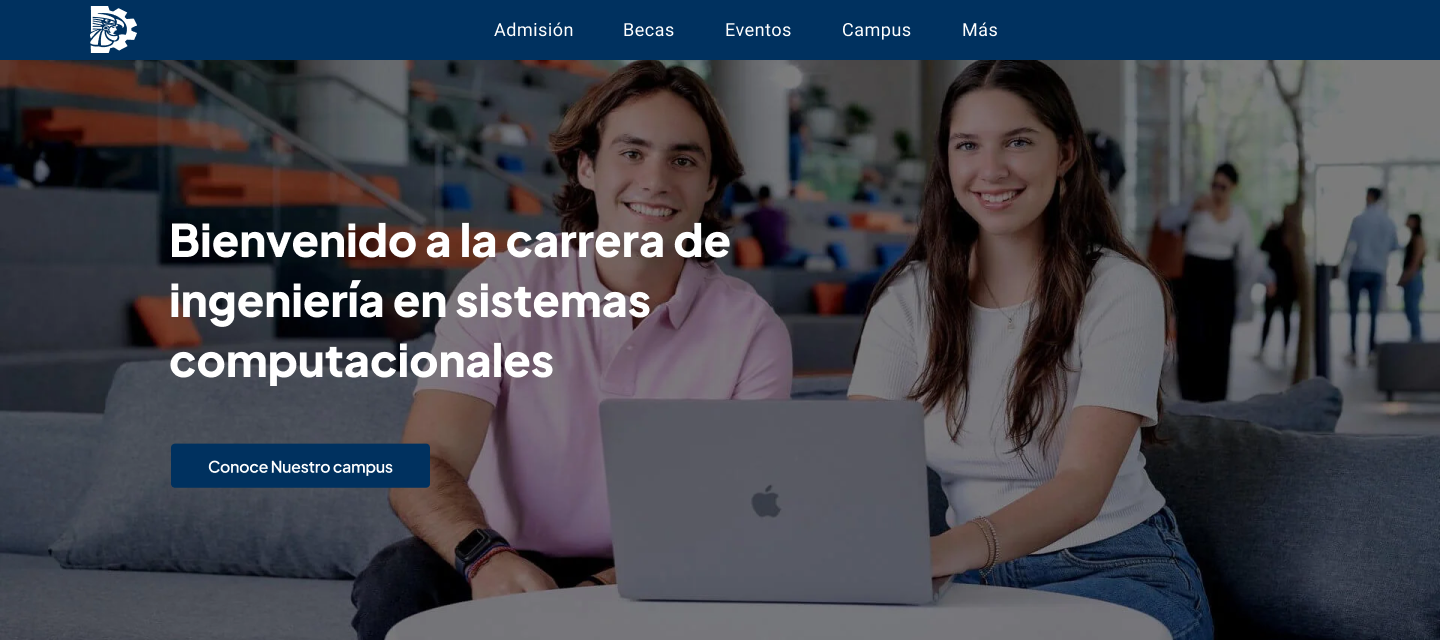 Admisión Becas Eventos Campus Más
Bienvenido a la carrera de
ingeniería en sistemas
computacionales
Conoce Nuestro campus